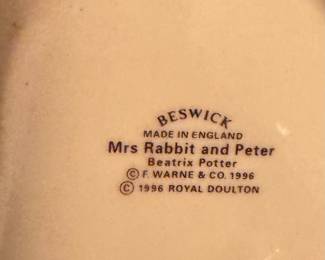 BESWICK
MADE IN ENGLAND
Mrs Rabbit and Peter
Beatrix Potter
© F. WARNE & CO. 1996
© 1996 ROYAL DOULTON